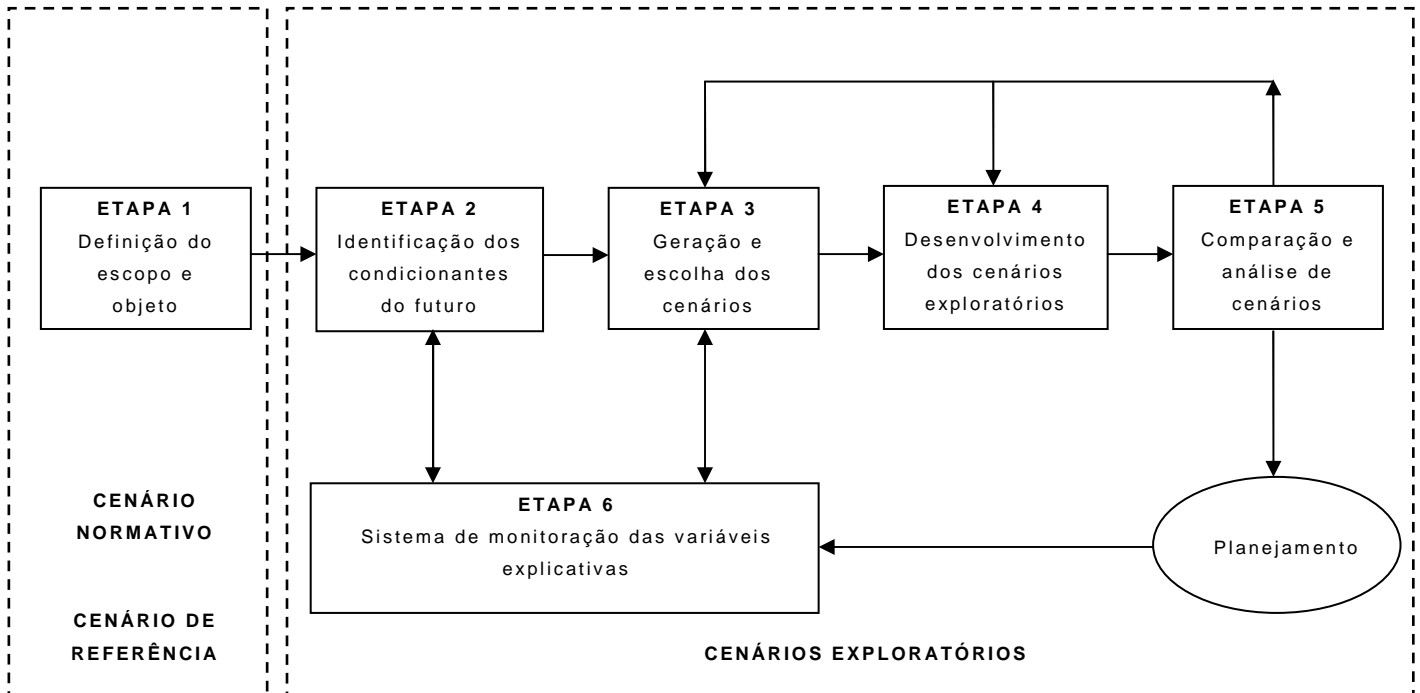 ETAPA 1
Definição do
escopo e
objeto
ETAPA 2
Identificação dos
condicionantes
do futuro
ETAPA 3
Geração e
escolha dos
cenários
ETAPA 4
Desenvolvimento
dos cenários
exploratórios
ETAPA 5
Comparação e
análise de
cenários
ETAPA 6
Sistema de monitoração das variáveis
explicativas
Planejamento
CENÁRIO
NORMATIVO
CENÁRIO DE
REFERÊNCIA
CENÁRIOS EXPLORATÓRIOS